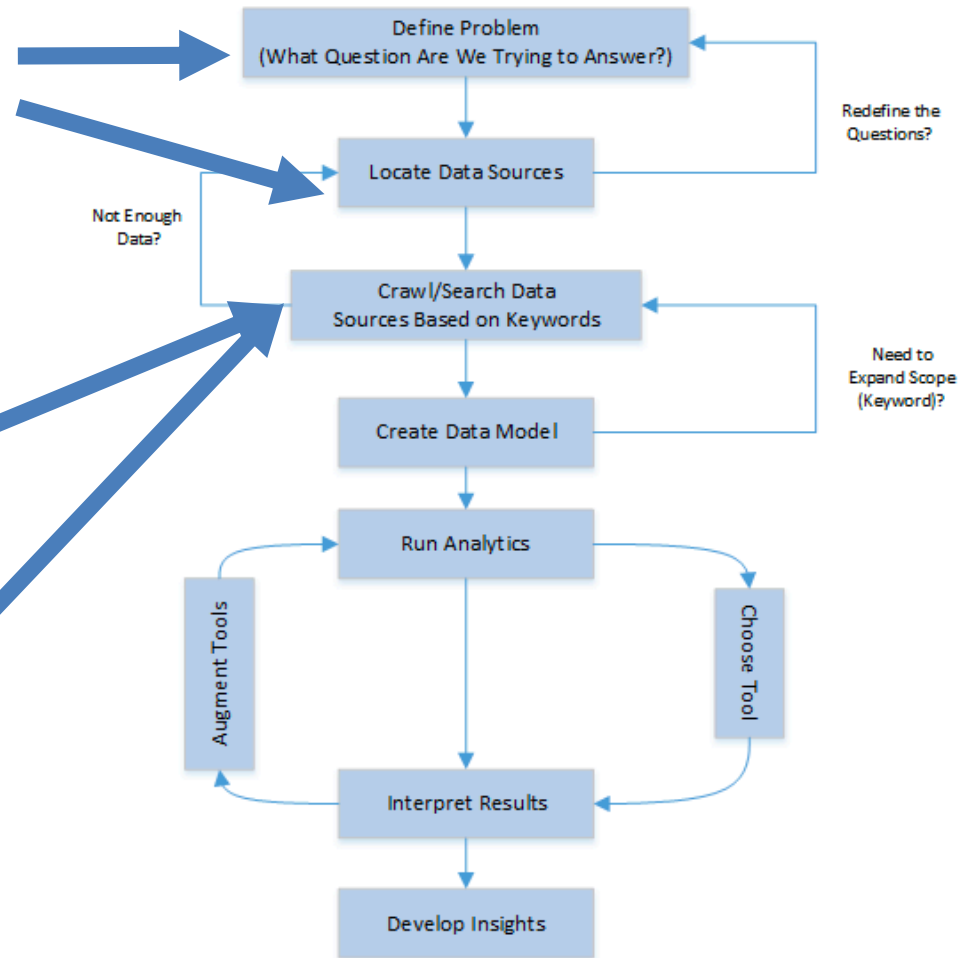 Define Problem
(What Question Are We Trying to Answer?)
Redefine the
Questions?
Locate Data Sources
Not Enough
Data?
Crawl/Search Data
Sources Based on Keywords
Need to
Expand Scope
(Keyword)?
Create Data Model
Run Analytics
Augment Tools
Choose Tool
Interpret Results
Develop Insights